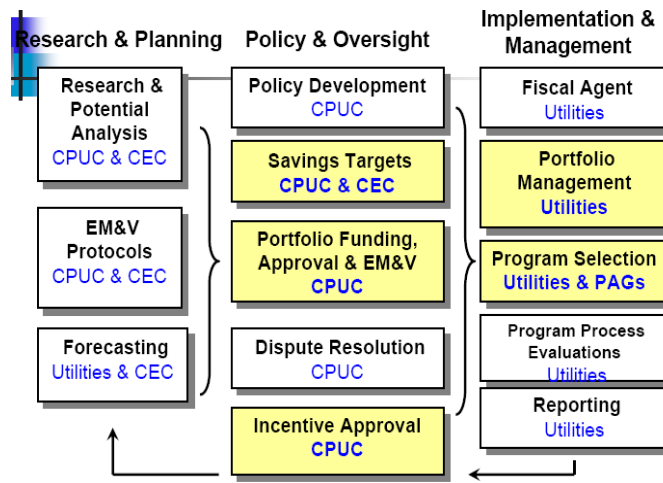 Research & Planning
Policy & Oversight
Implementation &
Management
Research &
Potential
Analysis
CPUC & CEC
EM&V
Protocols
CPUC & CEC
Forecasting
Utilities & CEC
Policy Development
CPUC
Savings Targets
CPUC & CEC
Portfolio Funding,
Approval & EM&V
CPUC
Dispute Resolution
CPUC
Incentive Approval
CPUC
Fiscal Agent
Utilities
Portfolio
Management
Utilities
Program Selection
Utilities & PAGs
Program Process
Evaluations
Utilities
Reporting
Utilities